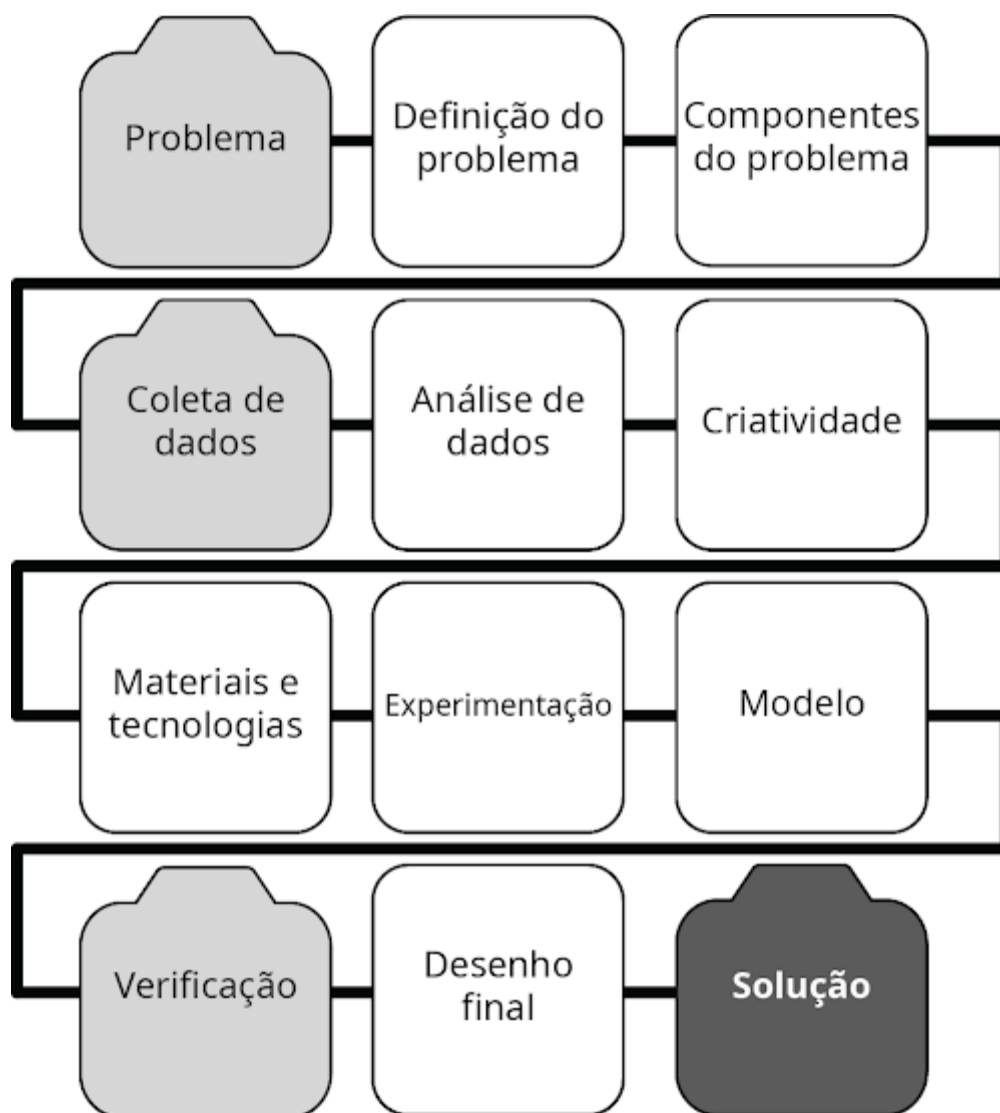 Problema
Definição do
problema
Componentes
do problema
Coleta de
dados
Análise de
dados
Criatividade
Materiais e
tecnologias
Experimentação
Modelo
Verificação
Desenho
final
Solução